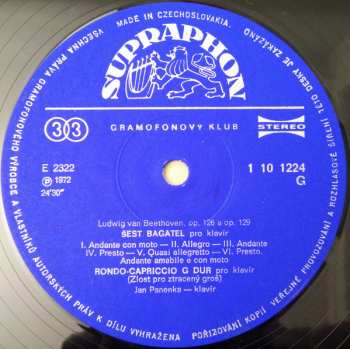 MADE IN CZECHOSLOVAKIA.
VŠECHNA PRÁVA GRAMOFONOVÉHO VÝROBCE A VLASTNÍKŮ AUTORSKÝCH PRÁV K DÍLU VYHRAŽENA
POŘIZOVÁNÍ KOPIÍ VEŘEJNÉ PROVOZOVÁNÍ A ROZHLASOVÉ ŠÍŘENÍ TÉTO DESKY JE ZAKÁZÁNO
SUPRAPHON
33
GRAMOFONOVÝ KLUB
STEREO
E 2322
℗ 1972
24'30"
1 10 1224
G
Ludwig van Beethoven, op. 126 a op. 129
ŠEST BAGATEL pro klavír
I. Andante con moto — II. Allegro — III. Andante
IV. Presto — V. Quasi allegretto — VI. Presto.
Andante amabile e con moto
RONDO-CAPRICCIO G DUR pro klavír
(Zlost pro ztracený groš)
Jan Panenka — klavír